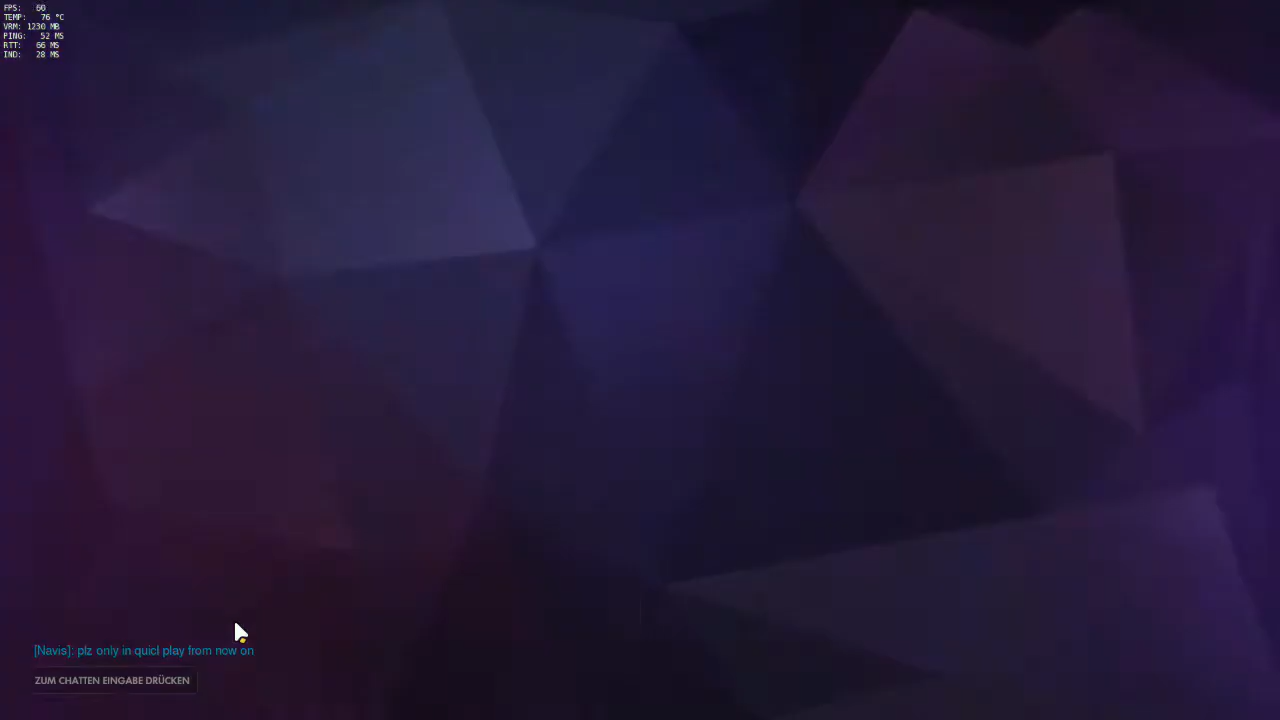 FPS: 60
TEMP: 76 °C
VRM: 1230 MB
PING: 52 MS
RTT: 66 MS
IND: 28 MS
[Navis]: plz only in quicl play from now on
ZUM CHATTEN EINGABE DRÜCKEN